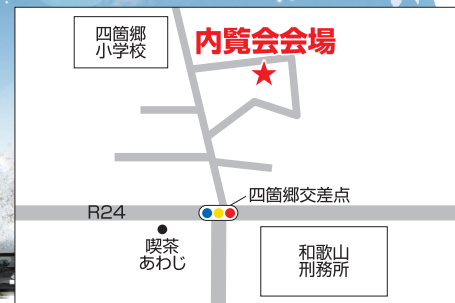 四箇郷
小学校
内覧会会場
四箇郷交差点
R24
喫茶
あわじ
和歌山
刑務所